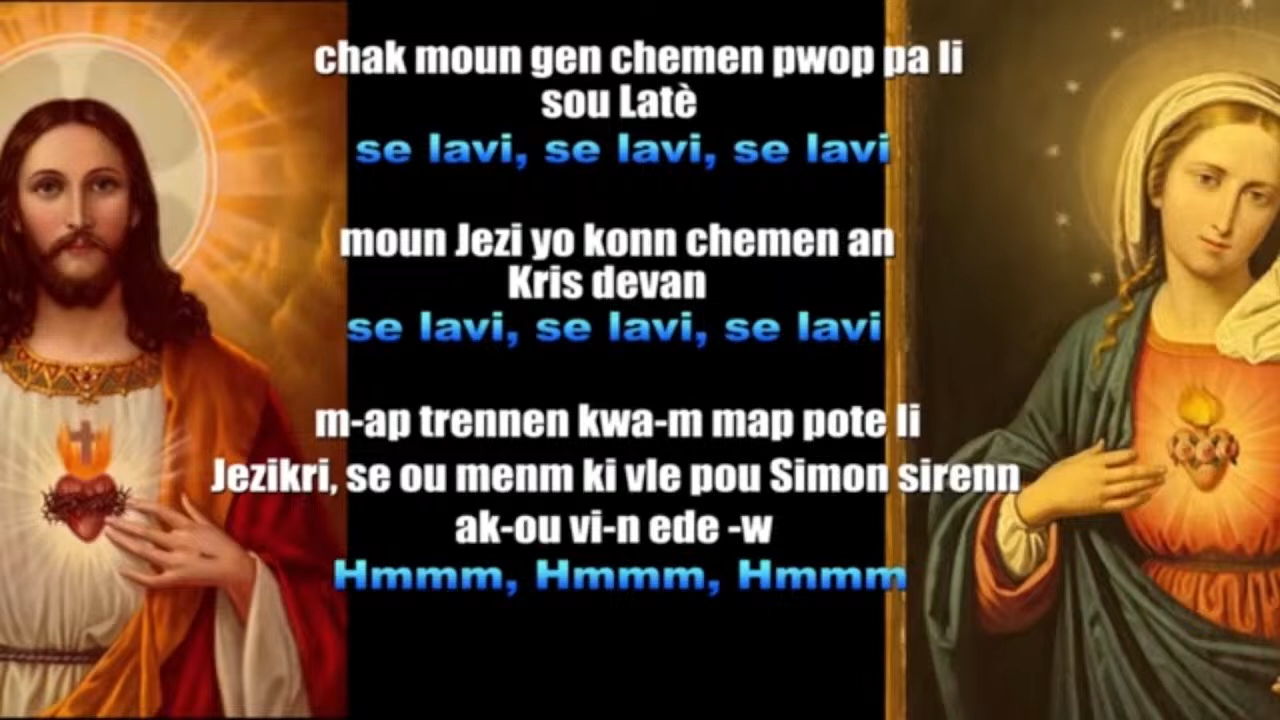 chak moun gen chemen pwop pa li
sou Latè
se lavi, se lavi, se lavi
moun Jezi yo konn chemen an
Kris devan
se lavi, se lavi, se lavi
m-ap trennen kwa-m map pote li
Jezikri, se ou menm ki vle pou Simon sirenn
ak-ou vi-n ede -w
Hmmm, Hmmm, Hmmm